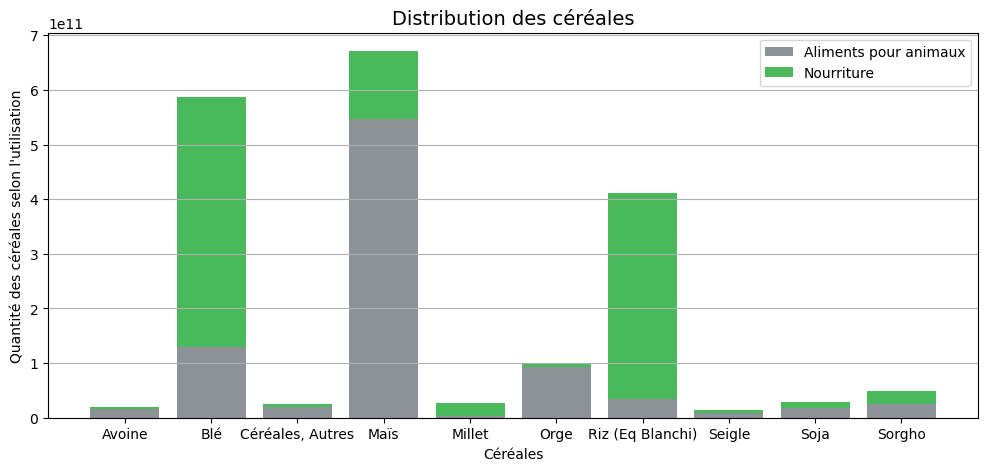 Distribution des céréales
1e11
7
6
5
4
3
2
1
0
Quantité des céréales selon l'utilisation
Aliments pour animaux
Nourriture
Avoine Blé Céréales, Autres Maïs Millet Orge Riz (Eq Blanchi) Seigle Soja Sorgho
Céréales